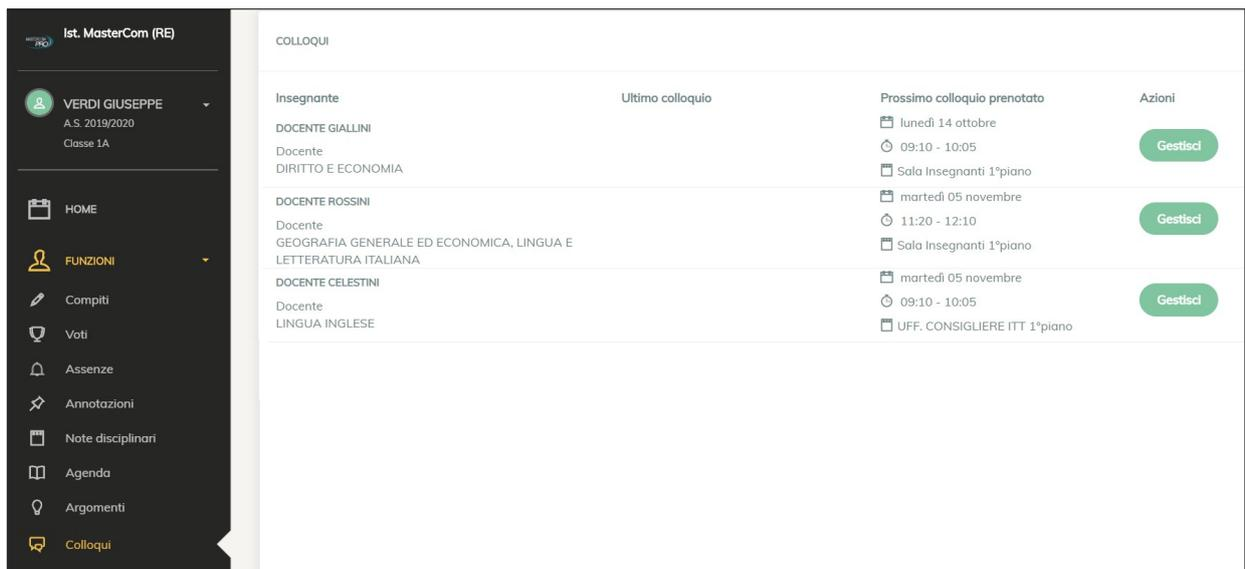 Ist. MasterCom (RE)
VERDI GIUSEPPE
A.S. 2019/2020
Classe 1A
HOME
FUNZIONI
Compiti
Voti
Assenze
Annotazioni
Note disciplinari
Agenda
Argomenti
Colloqui
COLLOQUI
Insegnante Ultimo colloquio Prossimo colloquio prenotato Azioni
DOCENTE GIALLINI
Docente
DIRITTO E ECONOMIA
lunedì 14 ottobre
09:10 - 10:05
Sala Insegnanti 1°piano
Gestisci
DOCENTE ROSSINI
Docente
GEOGRAFIA GENERALE ED ECONOMICA, LINGUA E
LETTERATURA ITALIANA
martedì 05 novembre
11:20 - 12:10
Sala Insegnanti 1°piano
Gestisci
DOCENTE CELESTINI
Docente
LINGUA INGLESE
martedì 05 novembre
09:10 - 10:05
UFF. CONSIGLIERE ITT 1°piano
Gestisci